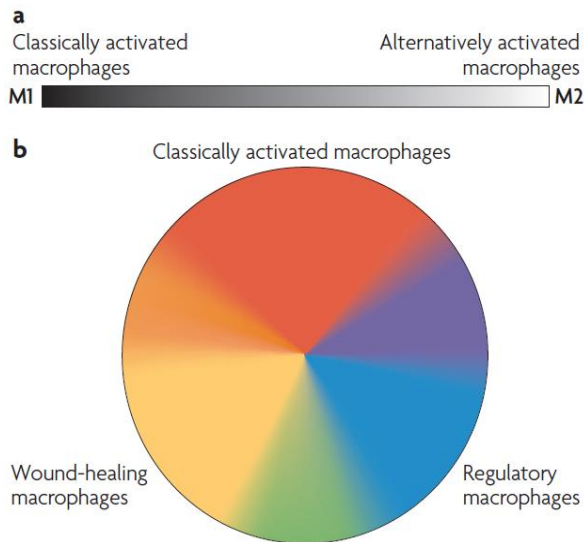 a
Classically activated
macrophages
Alternatively activated
macrophages
M1
M2
b
Classically activated macrophages
Wound-healing
macrophages
Regulatory
macrophages